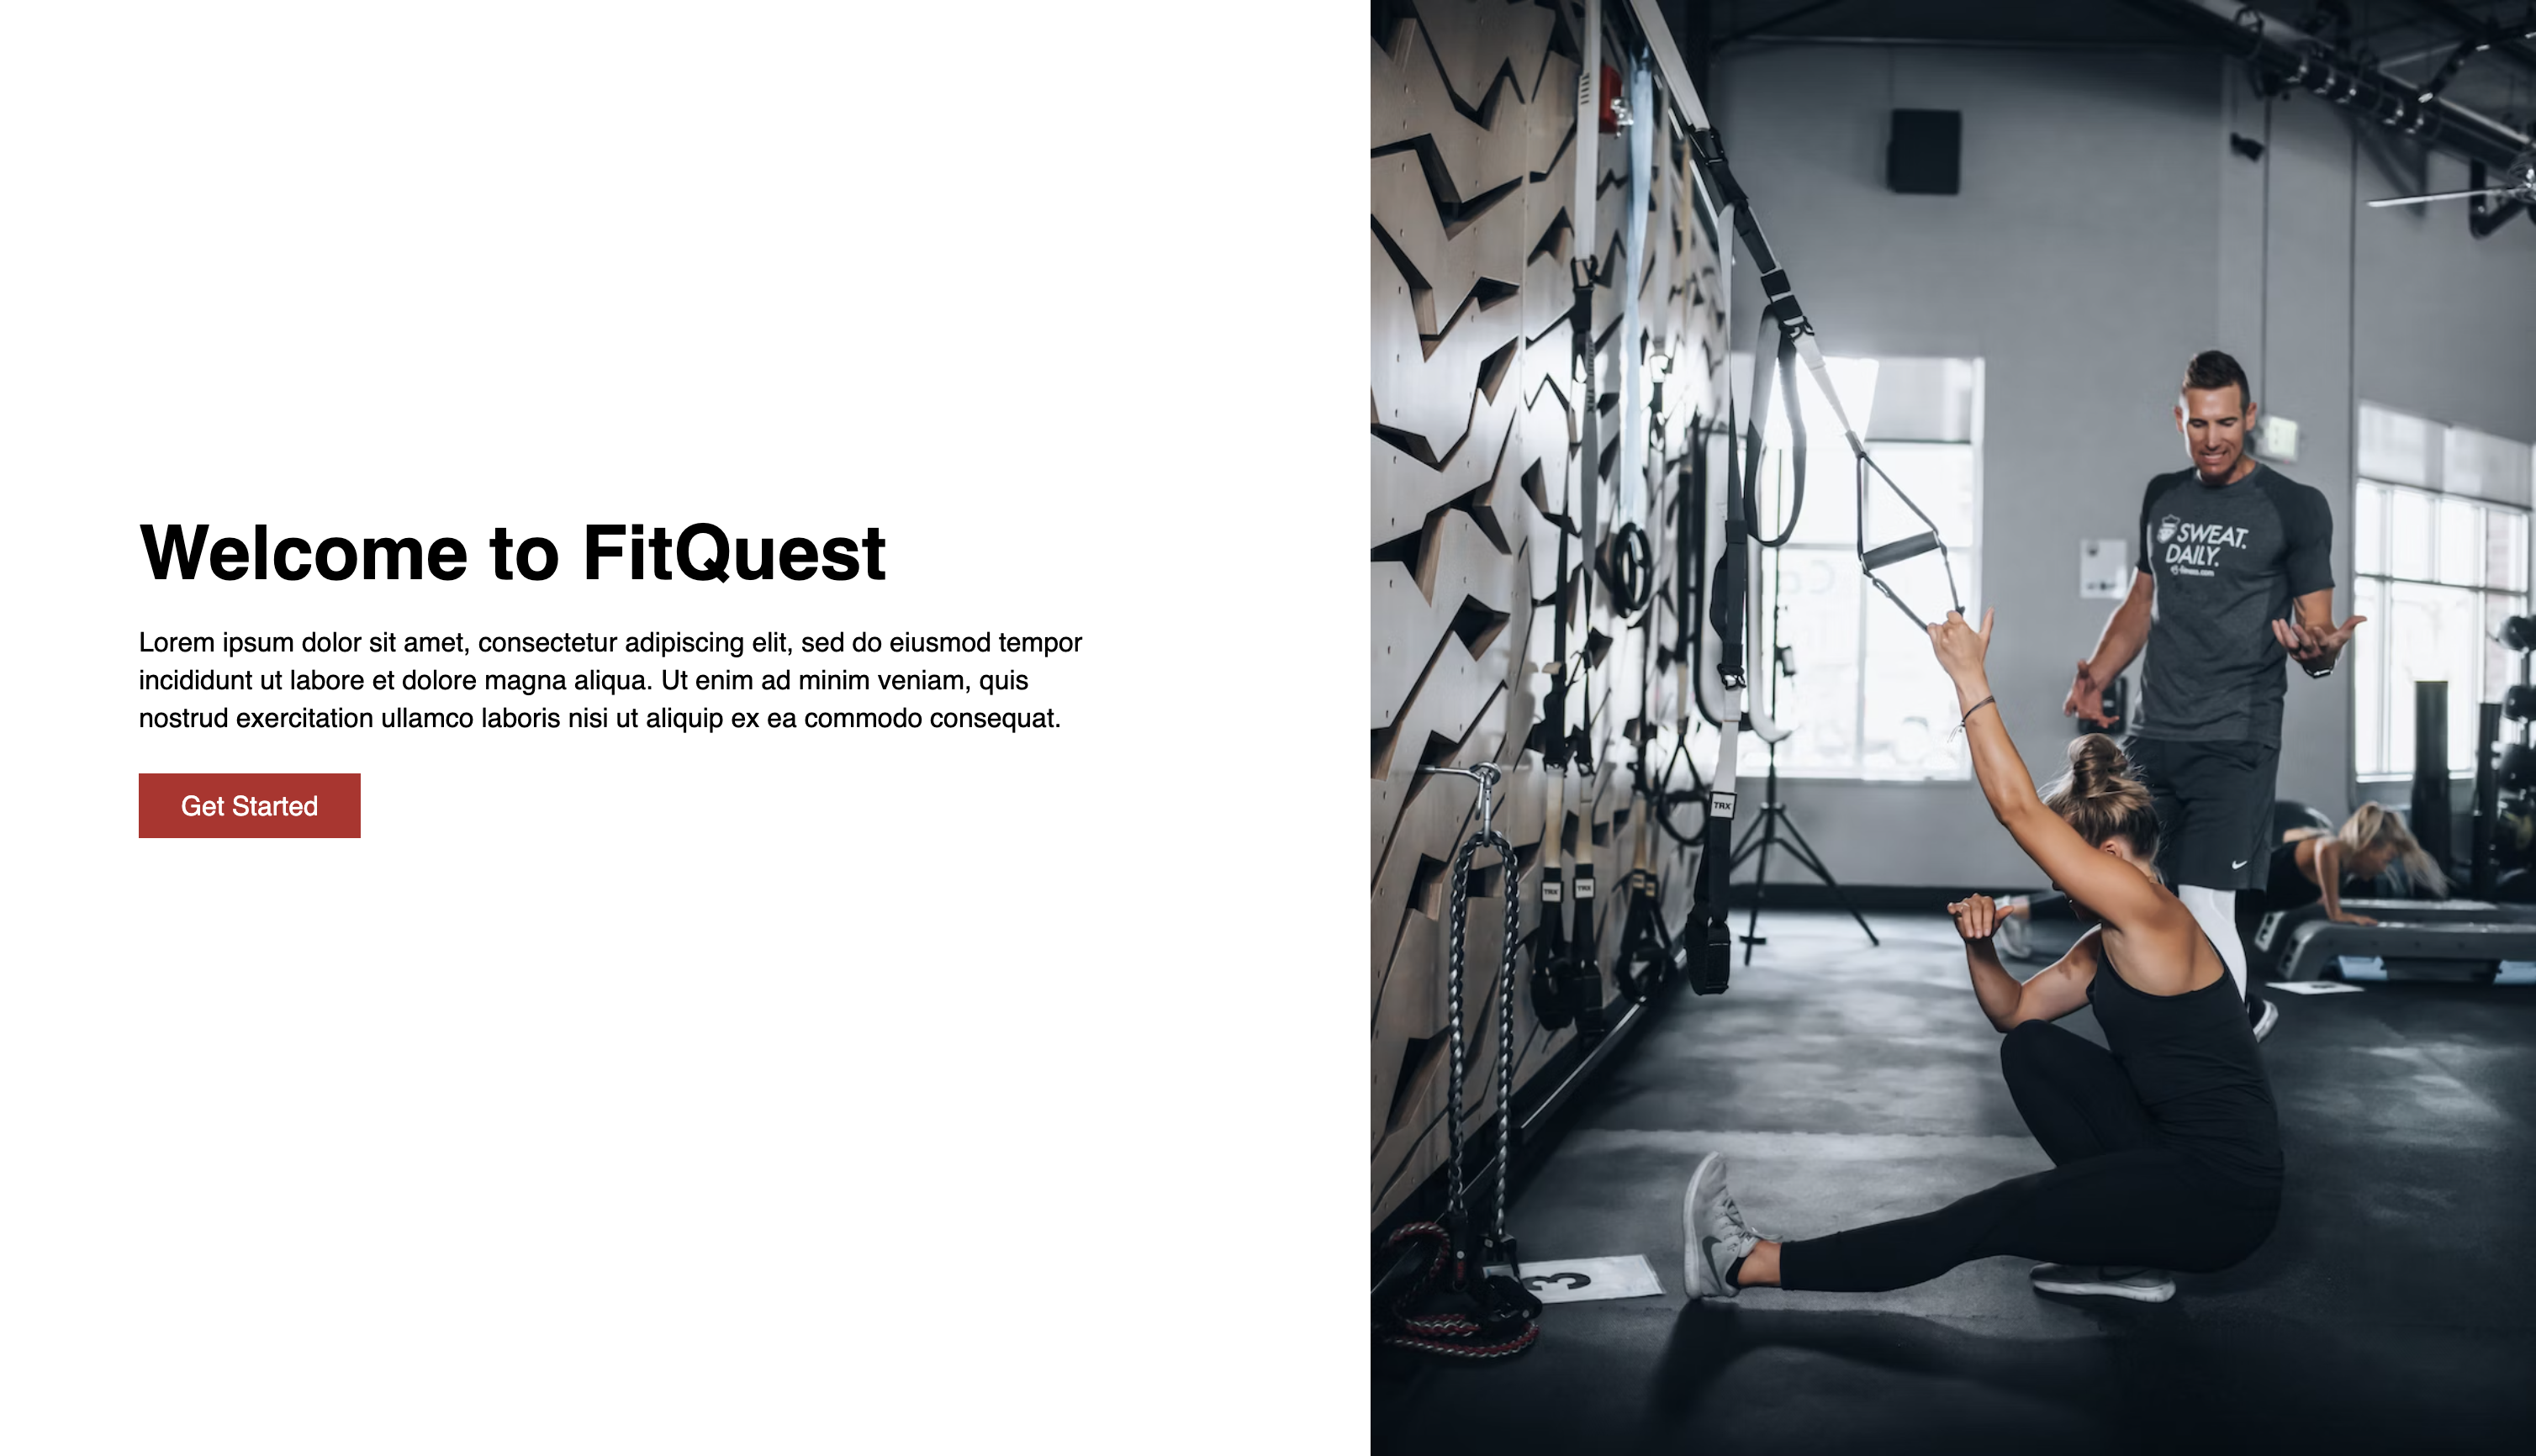 Welcome to FitQuest
Lorem ipsum dolor sit amet, consectetur adipiscing elit, sed do eiusmod tempor
incididunt ut labore et dolore magna aliqua. Ut enim ad minim veniam, quis
nostrud exercitation ullamco laboris nisi ut aliquip ex ea commodo consequat.
Get Started
SWEAT.
DAILY.
TRX
TRX
TRX
3